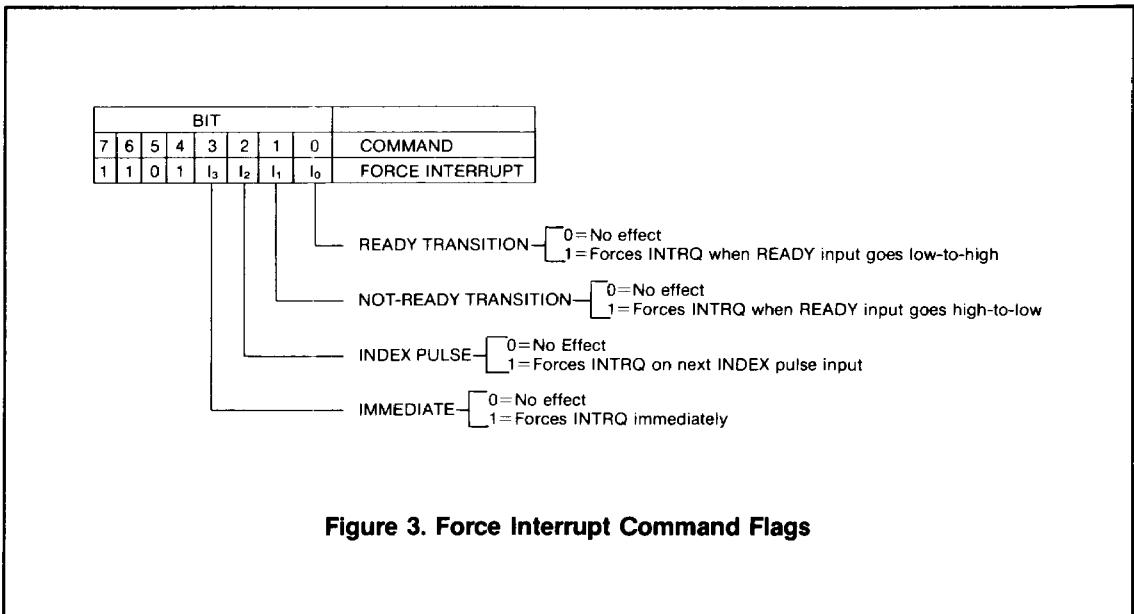 BIT
7 6 5 4 3 2 1 0 COMMAND
1 1 0 1 I₃ I₂ I₁ I₀ FORCE INTERRUPT
READY TRANSITION 0=No effect
1=Forces INTRQ when READY input goes low-to-high
NOT-READY TRANSITION 0=No effect
1=Forces INTRQ when READY input goes high-to-low
INDEX PULSE 0=No Effect
1=Forces INTRQ on next INDEX pulse input
IMMEDIATE 0=No effect
1=Forces INTRQ immediately
Figure 3. Force Interrupt Command Flags